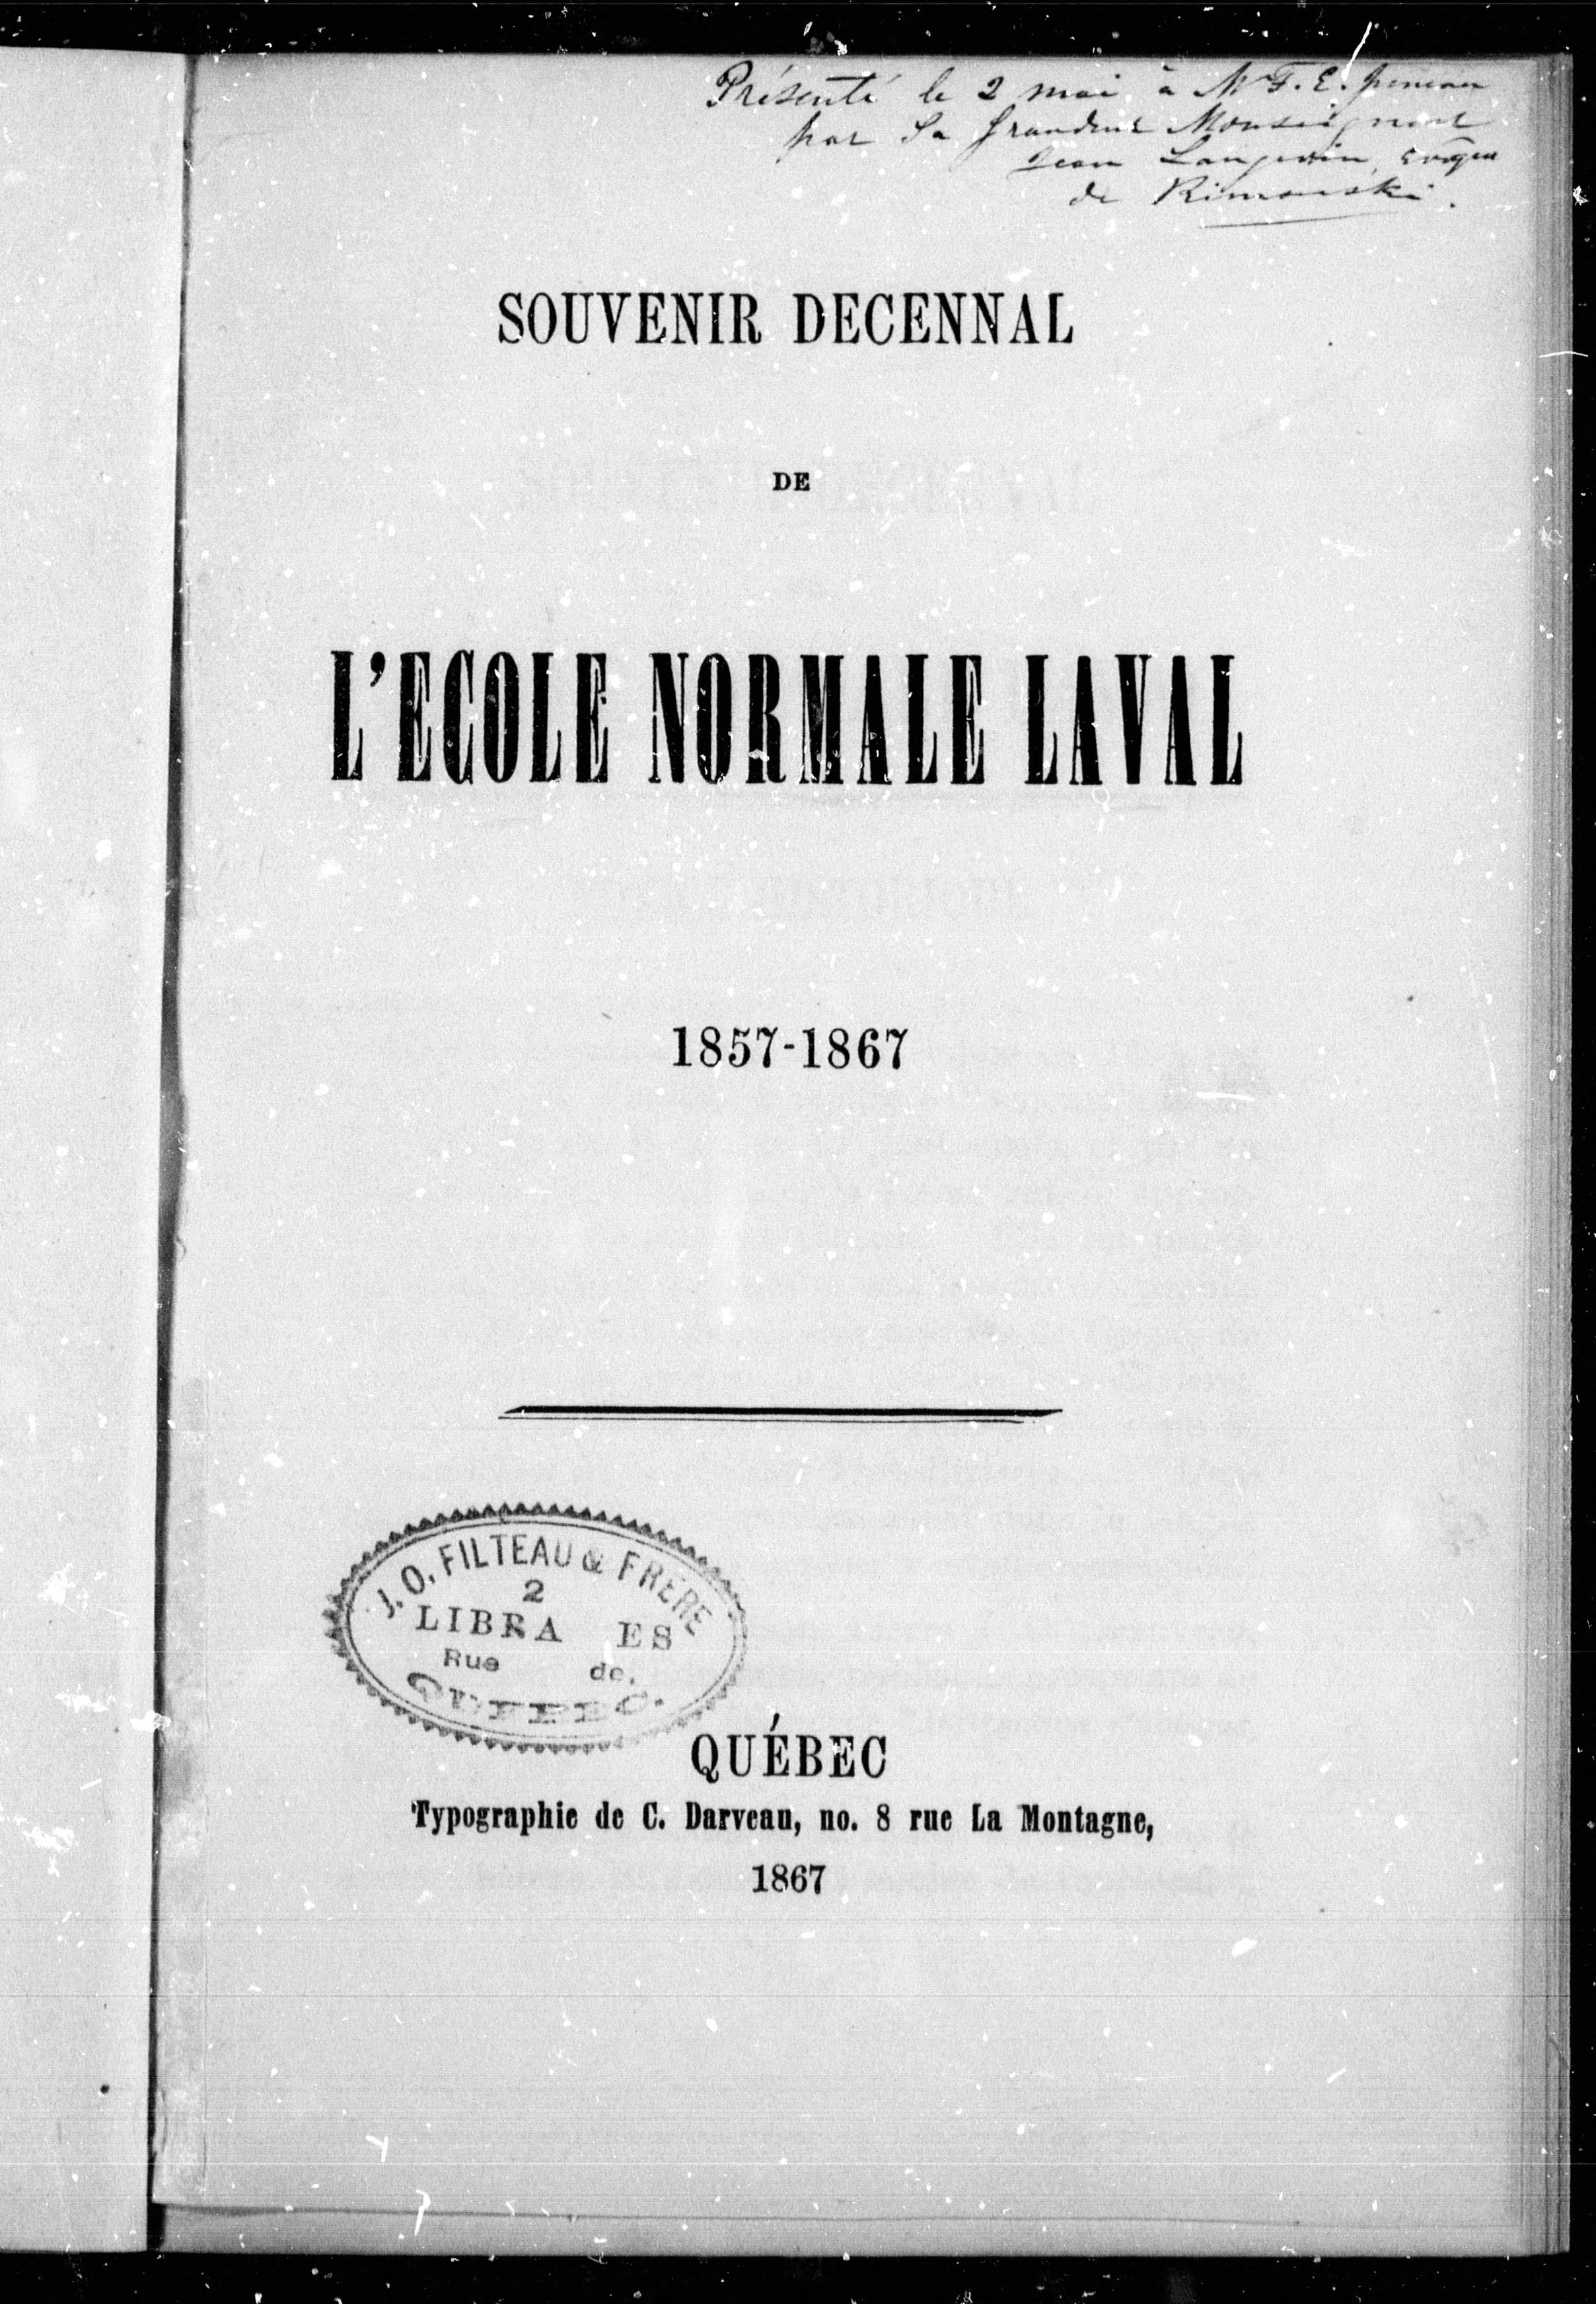 Présenté le 2 mai à Mr F. E.
par Sa Grandeur Monseigneur
Jean Langevin, évêque
de Rimouski.
SOUVENIR DECENNAL
DE
L'ECOLE NORMALE LAVAL
1857-1867
J. O. FILTEAU & FRERE
2
LIBRA ES
Rue de.
QUEBEC.
QUÉBEC
Typographie de C. Darveau, no. 8 rue La Montagne,
1867